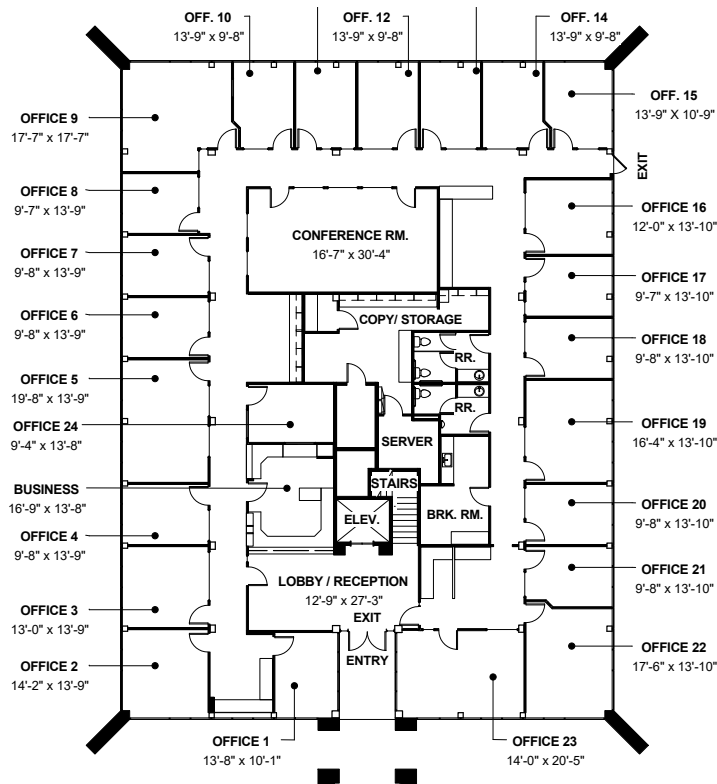 OFF. 10
13'-9" x 9'-8"
OFF. 12
13'-9" x 9'-8"
OFF. 14
13'-9" x 9'-8"
OFF. 15
13'-9" X 10'-9"
EXIT
OFFICE 9
17'-7" x 17'-7"
OFFICE 8
9'-7" x 13'-9"
OFFICE 7
9'-8" x 13'-9"
OFFICE 6
9'-8" x 13'-9"
OFFICE 5
19'-8" x 13'-9"
OFFICE 24
9'-4" x 13'-8"
BUSINESS
16'-9" x 13'-8"
OFFICE 4
9'-8" x 13'-9"
OFFICE 3
13'-0" x 13'-9"
OFFICE 2
14'-2" x 13'-9"
CONFERENCE RM.
16'-7" x 30'-4"
COPY/ STORAGE
RR.
RR.
SERVER
STAIRS
ELEV.
BRK. RM.
LOBBY / RECEPTION
12'-9" x 27'-3"
EXIT
ENTRY
OFFICE 16
12'-0" x 13'-10"
OFFICE 17
9'-7" x 13'-10"
OFFICE 18
9'-8" x 13'-10"
OFFICE 19
16'-4" x 13'-10"
OFFICE 20
9'-8" x 13'-10"
OFFICE 21
9'-8" x 13'-10"
OFFICE 22
17'-6" x 13'-10"
OFFICE 1
13'-8" x 10'-1"
OFFICE 23
14'-0" x 20'-5"